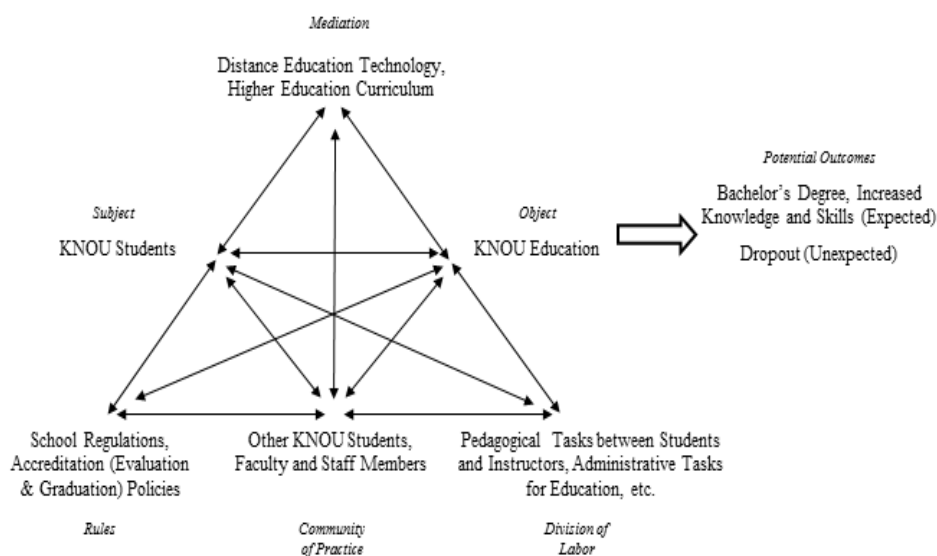 Mediation
Distance Education Technology,
Higher Education Curriculum
Potential Outcomes
Bachelor's Degree, Increased
Knowledge and Skills (Expected)
Dropout (Unexpected)
Subject
KNOU Students
Object
KNOU Education
School Regulations,
Accreditation (Evaluation
& Graduation) Policies
Rules
Other KNOU Students,
Faculty and Staff Members
Community
of Practice
Pedagogical Tasks between Students
and Instructors, Administrative Tasks
for Education, etc.
Division of
Labor